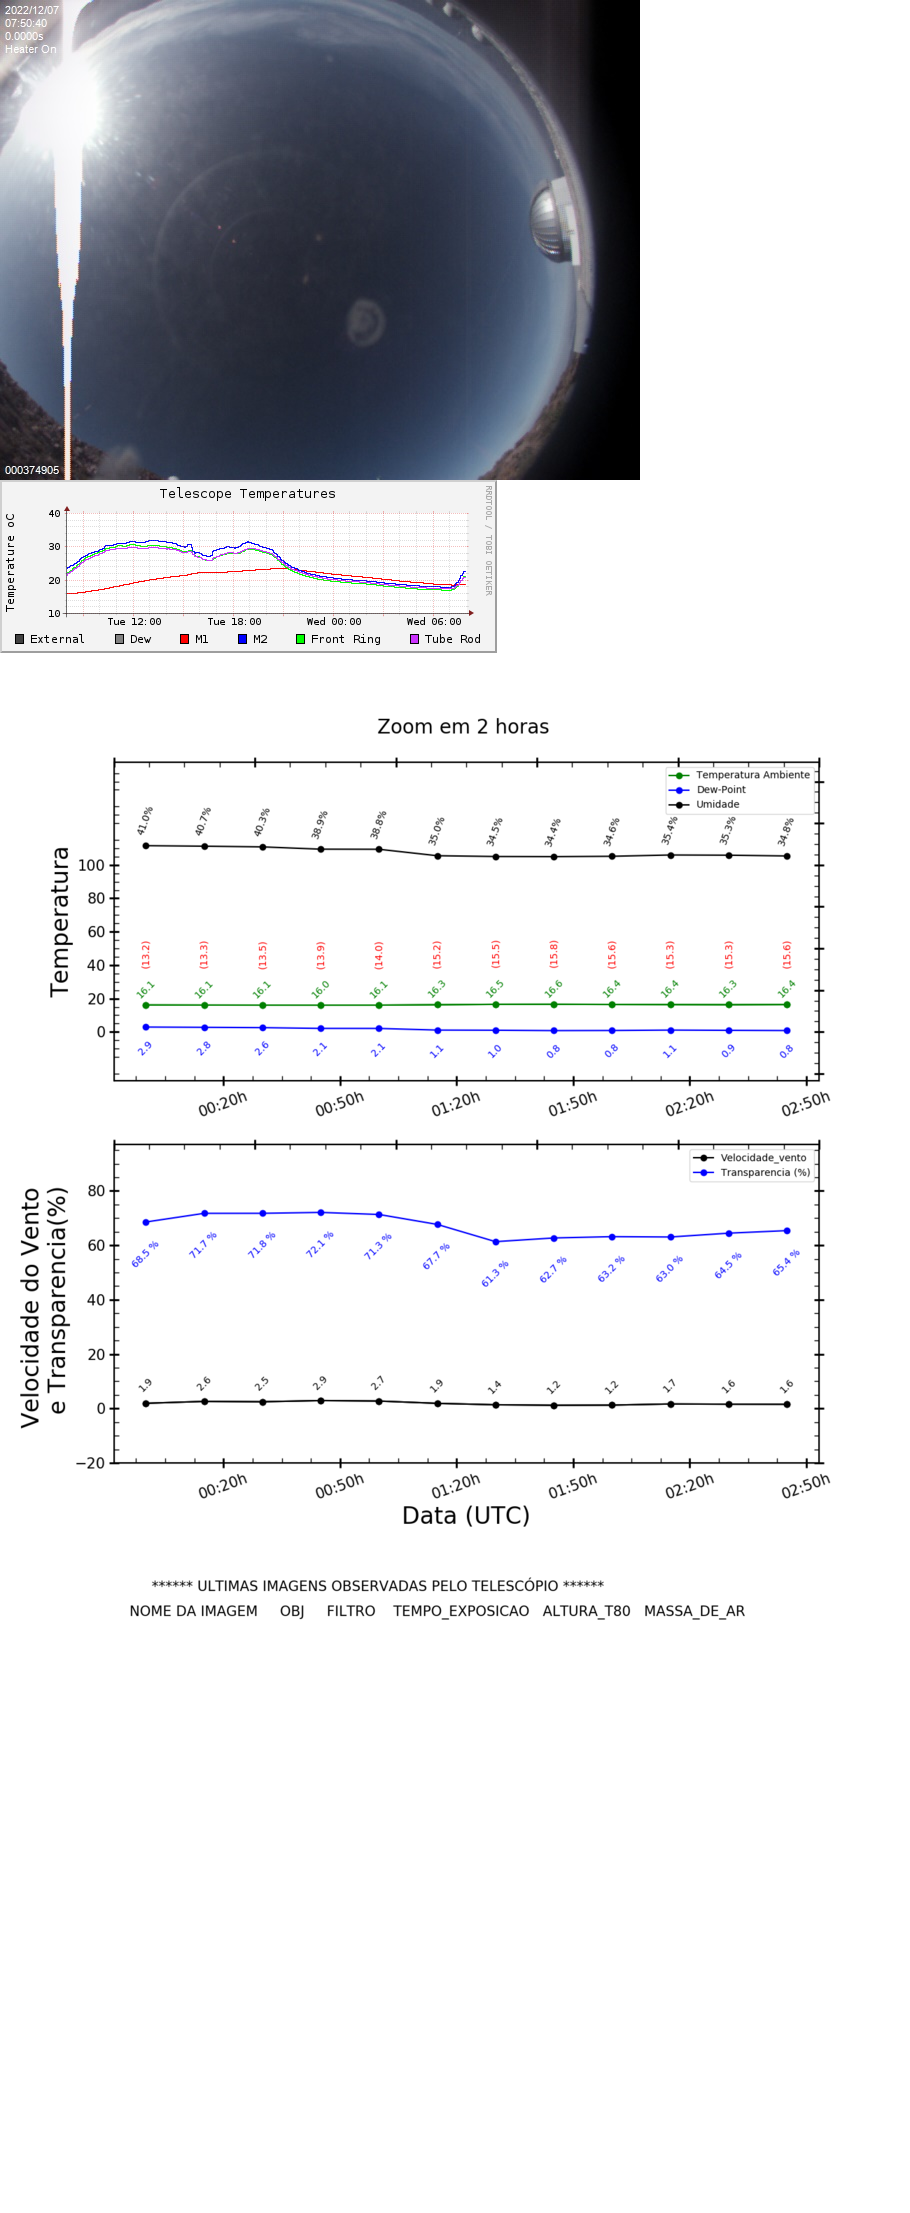 2022/12/07
07:50:40
0.0000s
Heater On
000374905
Telescope Temperatures
RRDTOOL / TOBI OETIKER
Temperature oC
40
30
20
10
Tue 12:00 Tue 18:00 Wed 00:00 Wed 06:00
External Dew M1 M2 Front Ring Tube Rod
Zoom em 2 horas
Temperatura Ambiente
Dew-Point
Umidade
Temperatura
100
80
60
40
20
0
41.0% 40.7% 40.3% 38.9% 38.8% 35.0% 34.5% 34.4% 34.6% 35.4% 35.3% 34.8%
(13.2) (13.3) (13.5) (13.9) (14.0) (15.2) (15.5) (15.8) (15.6) (15.3) (15.3) (15.6)
16.1 16.1 16.1 16.0 16.1 16.3 16.5 16.6 16.4 16.4 16.3 16.4
2.9 2.8 2.6 2.1 2.1 1.1 1.0 0.8 0.8 1.1 0.9 0.8
00:20h 00:50h 01:20h 01:50h 02:20h 02:50h
Velocidade_vento
Transparencia (%)
Velocidade do Vento
e Transparencia(%)
80
60
40
20
0
−20
68.5 % 71.7 % 71.8 % 72.1 % 71.3 % 67.7 % 61.3 % 62.7 % 63.2 % 63.0 % 64.5 % 65.4 %
1.9 2.6 2.5 2.9 2.7 1.9 1.4 1.2 1.2 1.7 1.6 1.6
00:20h 00:50h 01:20h 01:50h 02:20h 02:50h
Data (UTC)
****** ULTIMAS IMAGENS OBSERVADAS PELO TELESCÓPIO ******
NOME DA IMAGEM OBJ FILTRO TEMPO_EXPOSICAO ALTURA_T80 MASSA_DE_AR